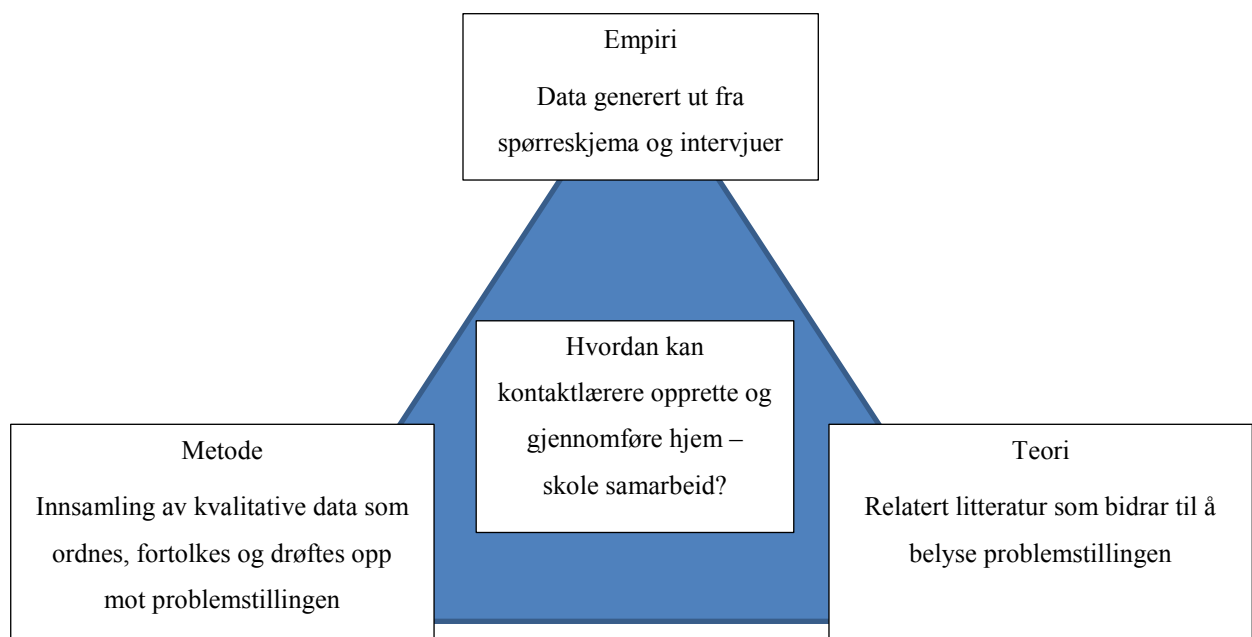 Empiri
Data generert ut fra
spørreskjema og intervjuer
Hvordan kan
kontaktlærere opprette og
gjennomføre hjem –
skole samarbeid?
Metode
Innsamling av kvalitative data som
ordnes, fortolkes og drøftes opp
mot problemstillingen
Teori
Relatert litteratur som bidrar til å
belyse problemstillingen